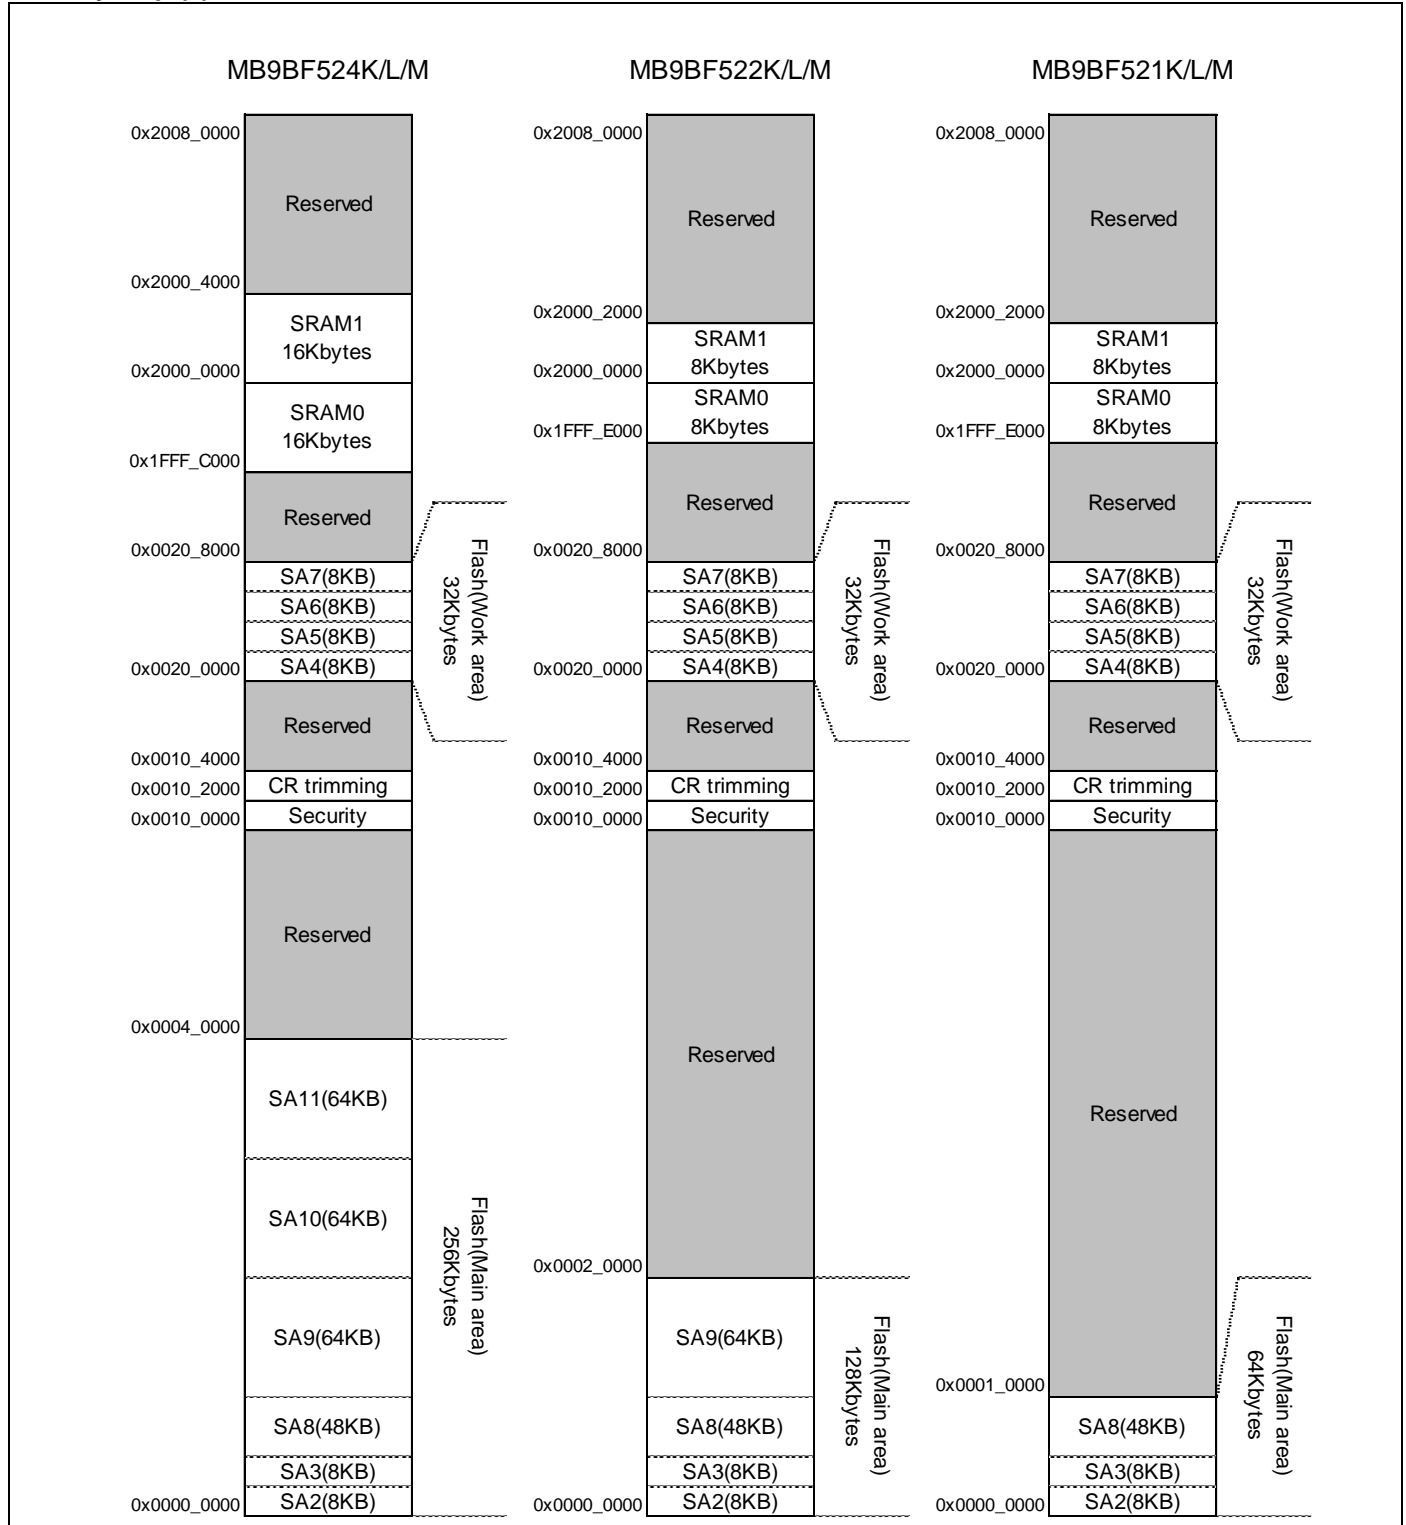 MB9BF524K/L/M
0x2008_0000
Reserved
0x2000_4000
SRAM1
16Kbytes
0x2000_0000
SRAM0
16Kbytes
0x1FFF_C000
Reserved
0x0020_8000
SA7(8KB)
SA6(8KB)
SA5(8KB)
SA4(8KB)
0x0020_0000
Flash(Work area)
32Kbytes
Reserved
0x0010_4000
CR trimming
0x0010_2000
Security
0x0010_0000
Reserved
0x0004_0000
SA11(64KB)
SA10(64KB)
SA9(64KB)
SA8(48KB)
SA3(8KB)
SA2(8KB)
0x0000_0000
Flash(Main area)
256Kbytes
MB9BF522K/L/M
0x2008_0000
Reserved
0x2000_2000
SRAM1
8Kbytes
0x2000_0000
SRAM0
8Kbytes
0x1FFF_E000
Reserved
0x0020_8000
SA7(8KB)
SA6(8KB)
SA5(8KB)
SA4(8KB)
0x0020_0000
Flash(Work area)
32Kbytes
Reserved
0x0010_4000
CR trimming
0x0010_2000
Security
0x0010_0000
Reserved
0x0002_0000
SA9(64KB)
SA8(48KB)
SA3(8KB)
SA2(8KB)
0x0000_0000
Flash(Main area)
128Kbytes
MB9BF521K/L/M
0x2008_0000
Reserved
0x2000_2000
SRAM1
8Kbytes
0x2000_0000
SRAM0
8Kbytes
0x1FFF_E000
Reserved
0x0020_8000
SA7(8KB)
SA6(8KB)
SA5(8KB)
SA4(8KB)
0x0020_0000
Flash(Work area)
32Kbytes
Reserved
0x0010_4000
CR trimming
0x0010_2000
Security
0x0010_0000
Reserved
0x0001_0000
SA8(48KB)
SA3(8KB)
SA2(8KB)
0x0000_0000
Flash(Main area)
64Kbytes